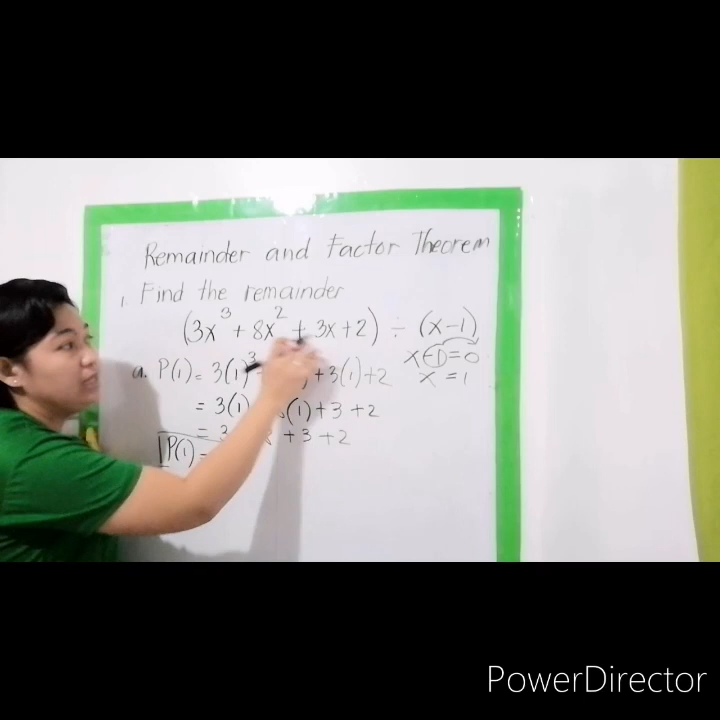 Remainder and Factor Theorem
1. Find the remainder
(3x³ + 8x² + 3x + 2) ÷ (x - 1)
x - 1 = 0
a. P(1) = 3(1)³ + 3(1) + 2
x = 1
= 3(1) (1) + 3 + 2
= 3 + 3 + 2
P(1) =
PowerDirector